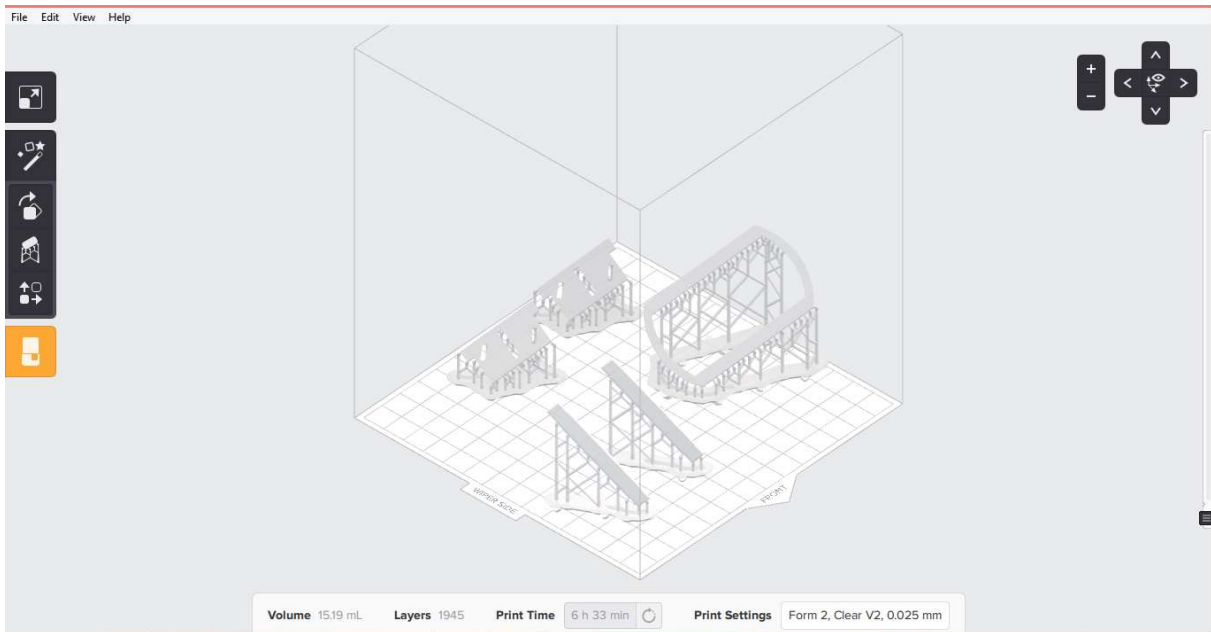 File Edit View Help
WIPER SIDE
FRONT
Volume 15.19 mL Layers 1945 Print Time 6 h 33 min Print Settings Form 2, Clear V2, 0.025 mm